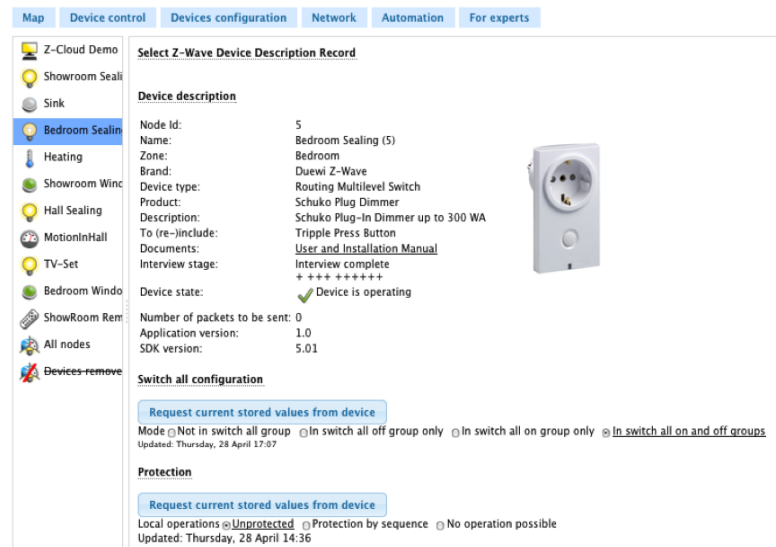 Map Device control Devices configuration Network Automation For experts
Z-Cloud Demo
Showroom Seali
Sink
Bedroom Sealin
Heating
Showroom Winc
Hall Sealing
MotionInHall
TV-Set
Bedroom Windo
ShowRoom Rem
All nodes
Devices remove
Select Z-Wave Device Description Record
Device description
Node Id: 5
Name: Bedroom Sealing (5)
Zone: Bedroom
Brand: Duewi Z-Wave
Device type: Routing Multilevel Switch
Product: Schuko Plug Dimmer
Description: Schuko Plug-In Dimmer up to 300 WA
To (re-)include: Tripple Press Button
Documents: User and Installation Manual
Interview stage: Interview complete
+ +++ ++++++
Device state: Device is operating
Number of packets to be sent: 0
Application version: 1.0
SDK version: 5.01
Switch all configuration
Request current stored values from device
Mode Not in switch all group In switch all off group only In switch all on group only In switch all on and off groups
Updated: Thursday, 28 April 17:07
Protection
Request current stored values from device
Local operations Unprotected Protection by sequence No operation possible
Updated: Thursday, 28 April 14:36